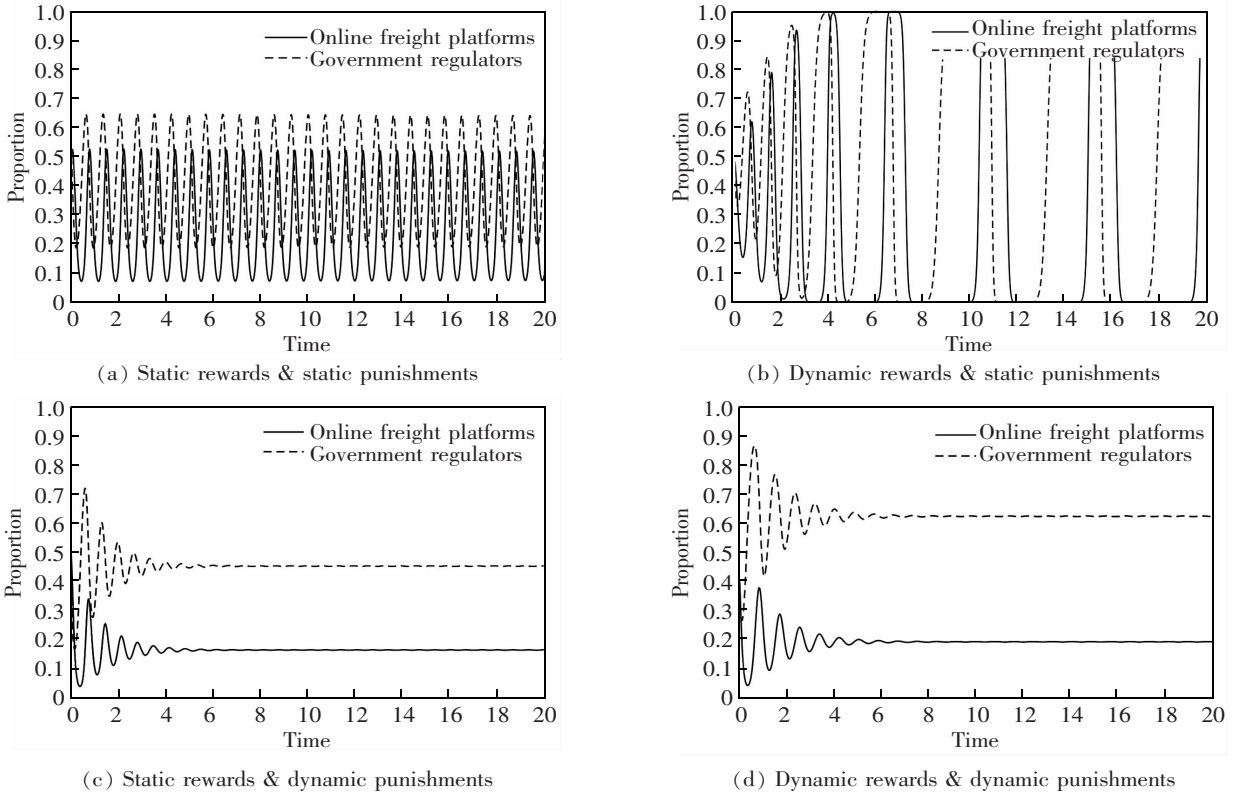 1.0
0.9
0.8
0.7
0.6
0.5
0.4
0.3
0.2
0.1
0
Proportion
Online freight platforms
Government regulators
0 2 4 6 8 10 12 14 16 18 20
Time
(a) Static rewards & static punishments
1.0
0.9
0.8
0.7
0.6
0.5
0.4
0.3
0.2
0.1
0
Proportion
Online freight platforms
Government regulators
0 2 4 6 8 10 12 14 16 18 20
Time
(b) Dynamic rewards & static punishments
1.0
0.9
0.8
0.7
0.6
0.5
0.4
0.3
0.2
0.1
0
Proportion
Online freight platforms
Government regulators
0 2 4 6 8 10 12 14 16 18 20
Time
(c) Static rewards & dynamic punishments
1.0
0.9
0.8
0.7
0.6
0.5
0.4
0.3
0.2
0.1
0
Proportion
Online freight platforms
Government regulators
0 2 4 6 8 10 12 14 16 18 20
Time
(d) Dynamic rewards & dynamic punishments